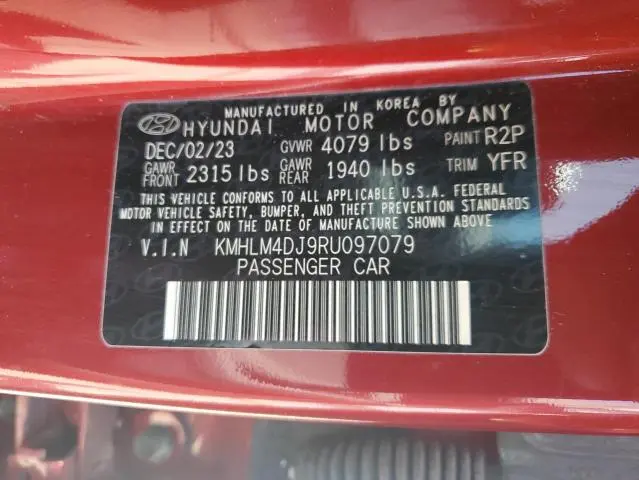 MANUFACTURED IN KOREA BY
HYUNDAI MOTOR COMPANY
DEC/02/23 GVWR 4079 lbs PAINT R2P
GAWR FRONT 2315 lbs GAWR REAR 1940 lbs TRIM YFR
THIS VEHICLE CONFORMS TO ALL APPLICABLE U.S.A. FEDERAL
MOTOR VEHICLE SAFETY, BUMPER, AND THEFT PREVENTION STANDARDS
IN EFFECT ON THE DATE OF MANUFACTURE SHOWN ABOVE.
V.I.N KMHLM4DJ9RU097079
PASSENGER CAR